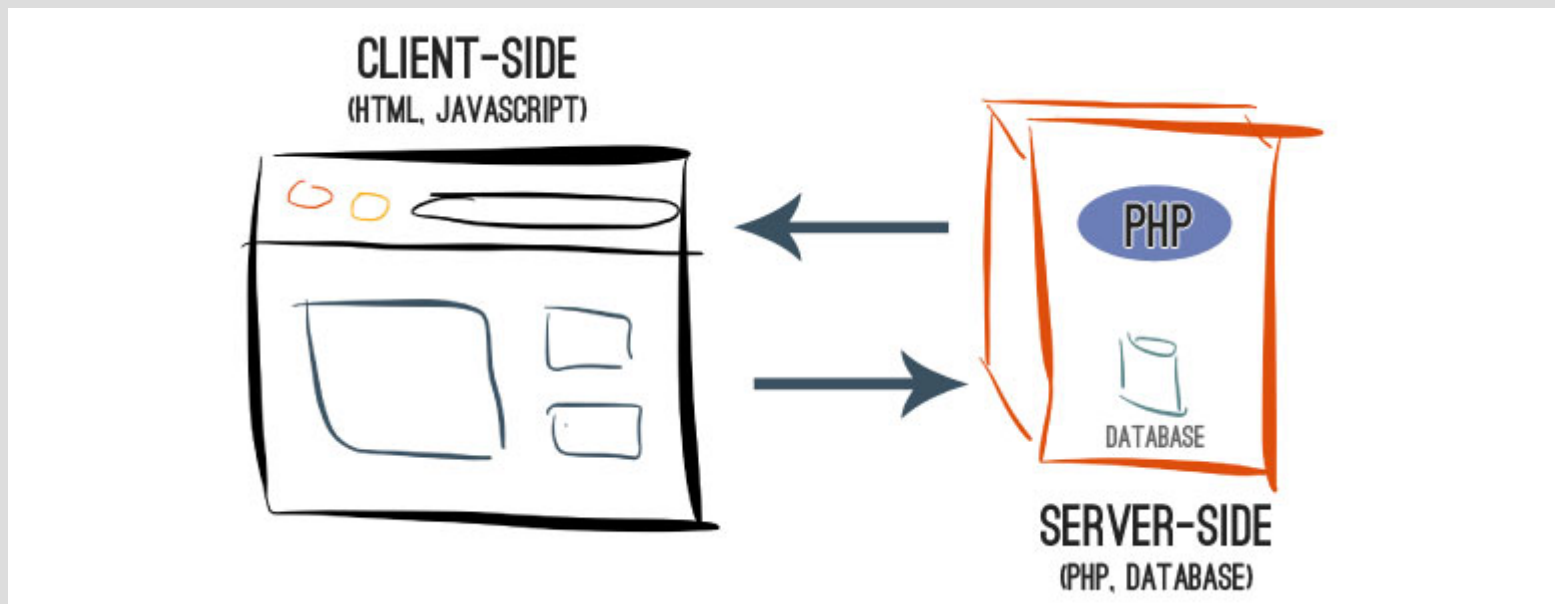 CLIENT-SIDE
(HTML, JAVASCRIPT)
PHP
DATABASE
SERVER-SIDE
(PHP, DATABASE)